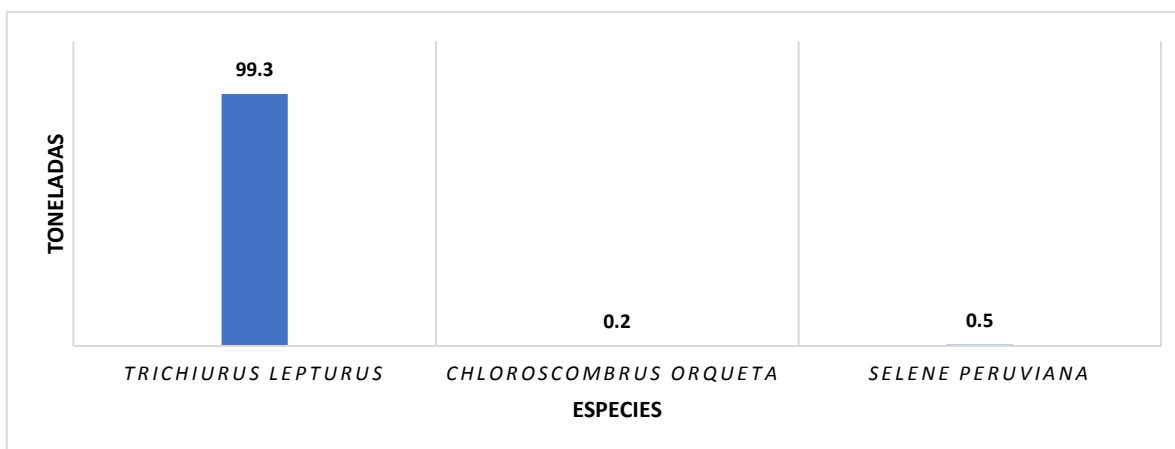 99.3
0.2
0.5
TONELADAS
TRICHIURUS LEPTURUS
CHLOROSCOMBRUS ORQUETA
SELENE PERUVIANA
ESPECIES